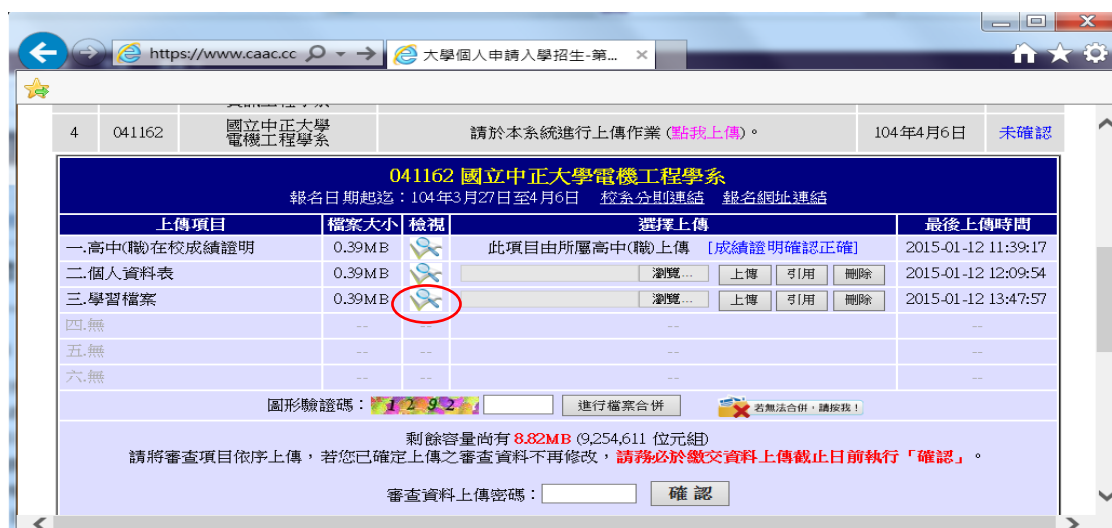 https://www.caac.cc
大學個人申請入學招生-第...
4 041162 國立中正大學 電機工程學系 請於本系統進行上傳作業 (點我上傳)。 104年4月6日 未確認
041162 國立中正大學電機工程學系
報名日期起迄：104年3月27日至4月6日 校系分則連結 報名網址連結
上傳項目 檔案大小 檢視 選擇上傳 最後上傳時間
一.高中(職)在校成績證明 0.39MB 此項目由所屬高中(職)上傳 [成績證明確認正確] 2015-01-12 11:39:17
二.個人資料表 0.39MB 瀏覽... 上傳 引用 刪除 2015-01-12 12:09:54
三.學習檔案 0.39MB 瀏覽... 上傳 引用 刪除 2015-01-12 13:47:57
四.無 -- -- -- --
五.無 -- -- -- --
六.無 -- -- -- --
圖形驗證碼： 1 2 9 2 進行檔案合併 若無法合併，請按我！
剩餘容量尚有 8.82MB (9,254,611 位元組)
請將審查項目依序上傳，若您已確定上傳之審查資料不再修改，請務必於繳交資料上傳截止日前執行「確認」。
審查資料上傳密碼： 確認